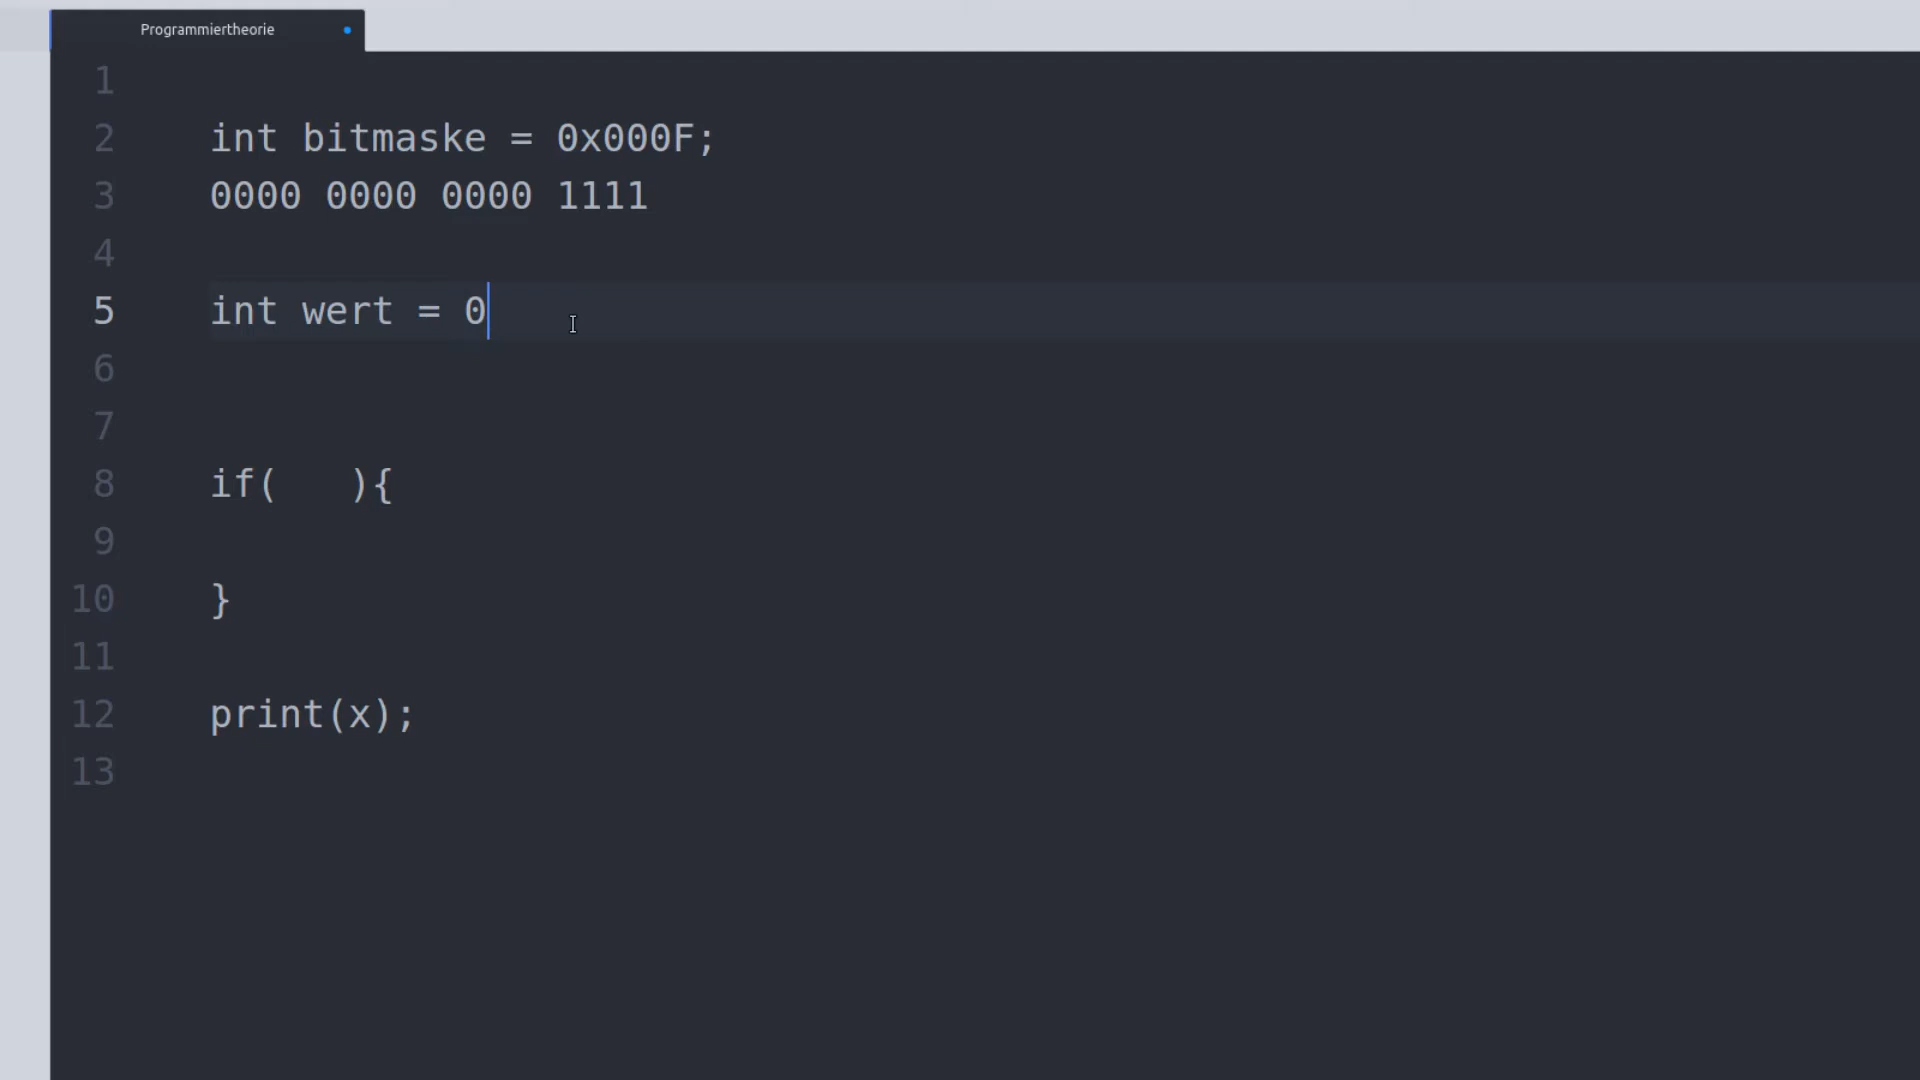 Programmiertheorie
1
2 int bitmaske = 0x000F;
3 0000 0000 0000 1111
4
5 int wert = 0
6
7
8 if(   ){
9
10 }
11
12 print(x);
13